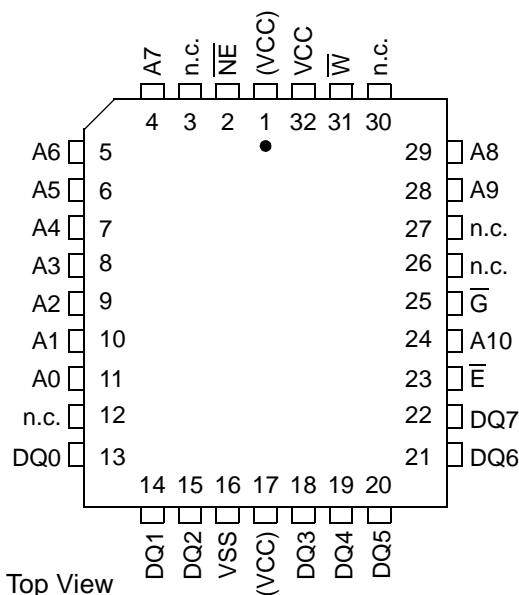 A7 n.c. N̅E̅ (VCC) VCC W̅ n.c.
4 3 2 1 32 31 30
A6 5 29 A8
A5 6 28 A9
A4 7 27 n.c.
A3 8 26 n.c.
A2 9 25 G̅
A1 10 24 A10
A0 11 23 E̅
n.c. 12 22 DQ7
DQ0 13 21 DQ6
14 15 16 17 18 19 20
DQ1 DQ2 VSS (VCC) DQ3 DQ4 DQ5
Top View